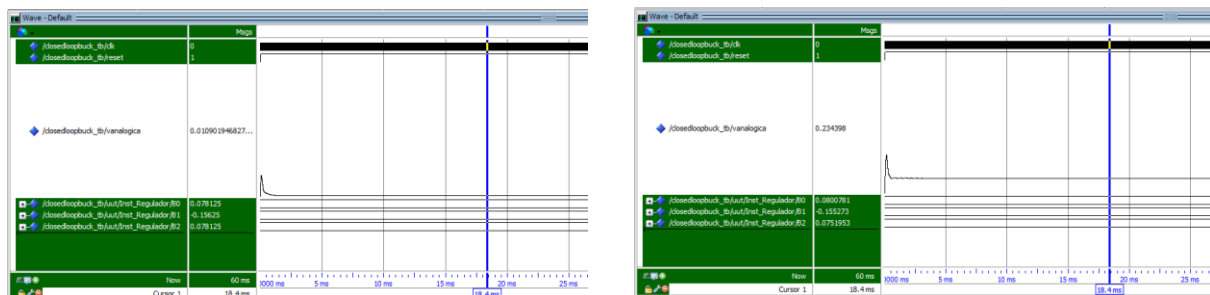 Wave - Default
Msgs
/closedloopbuck_tb/clk 0
/closedloopbuck_tb/reset 1
/closedloopbuck_tb/vanalogica 0.010901946827...
/closedloopbuck_tb/uut/Inst_Regulador/B0 0.078125
/closedloopbuck_tb/uut/Inst_Regulador/B1 -0.15625
/closedloopbuck_tb/uut/Inst_Regulador/B2 0.078125
Now 60 ms 0000 ms 5 ms 10 ms 15 ms 20 ms 25 ms
Cursor 1 18.4 ms 18.4 ms
Wave - Default
Msgs
/closedloopbuck_tb/clk 0
/closedloopbuck_tb/reset 1
/closedloopbuck_tb/vanalogica 0.234398
/closedloopbuck_tb/uut/Inst_Regulador/B0 0.0800781
/closedloopbuck_tb/uut/Inst_Regulador/B1 -0.155273
/closedloopbuck_tb/uut/Inst_Regulador/B2 0.0751953
Now 60 ms 0000 ms 5 ms 10 ms 15 ms 20 ms 25 ms
Cursor 1 18.4 ms 18.4 ms